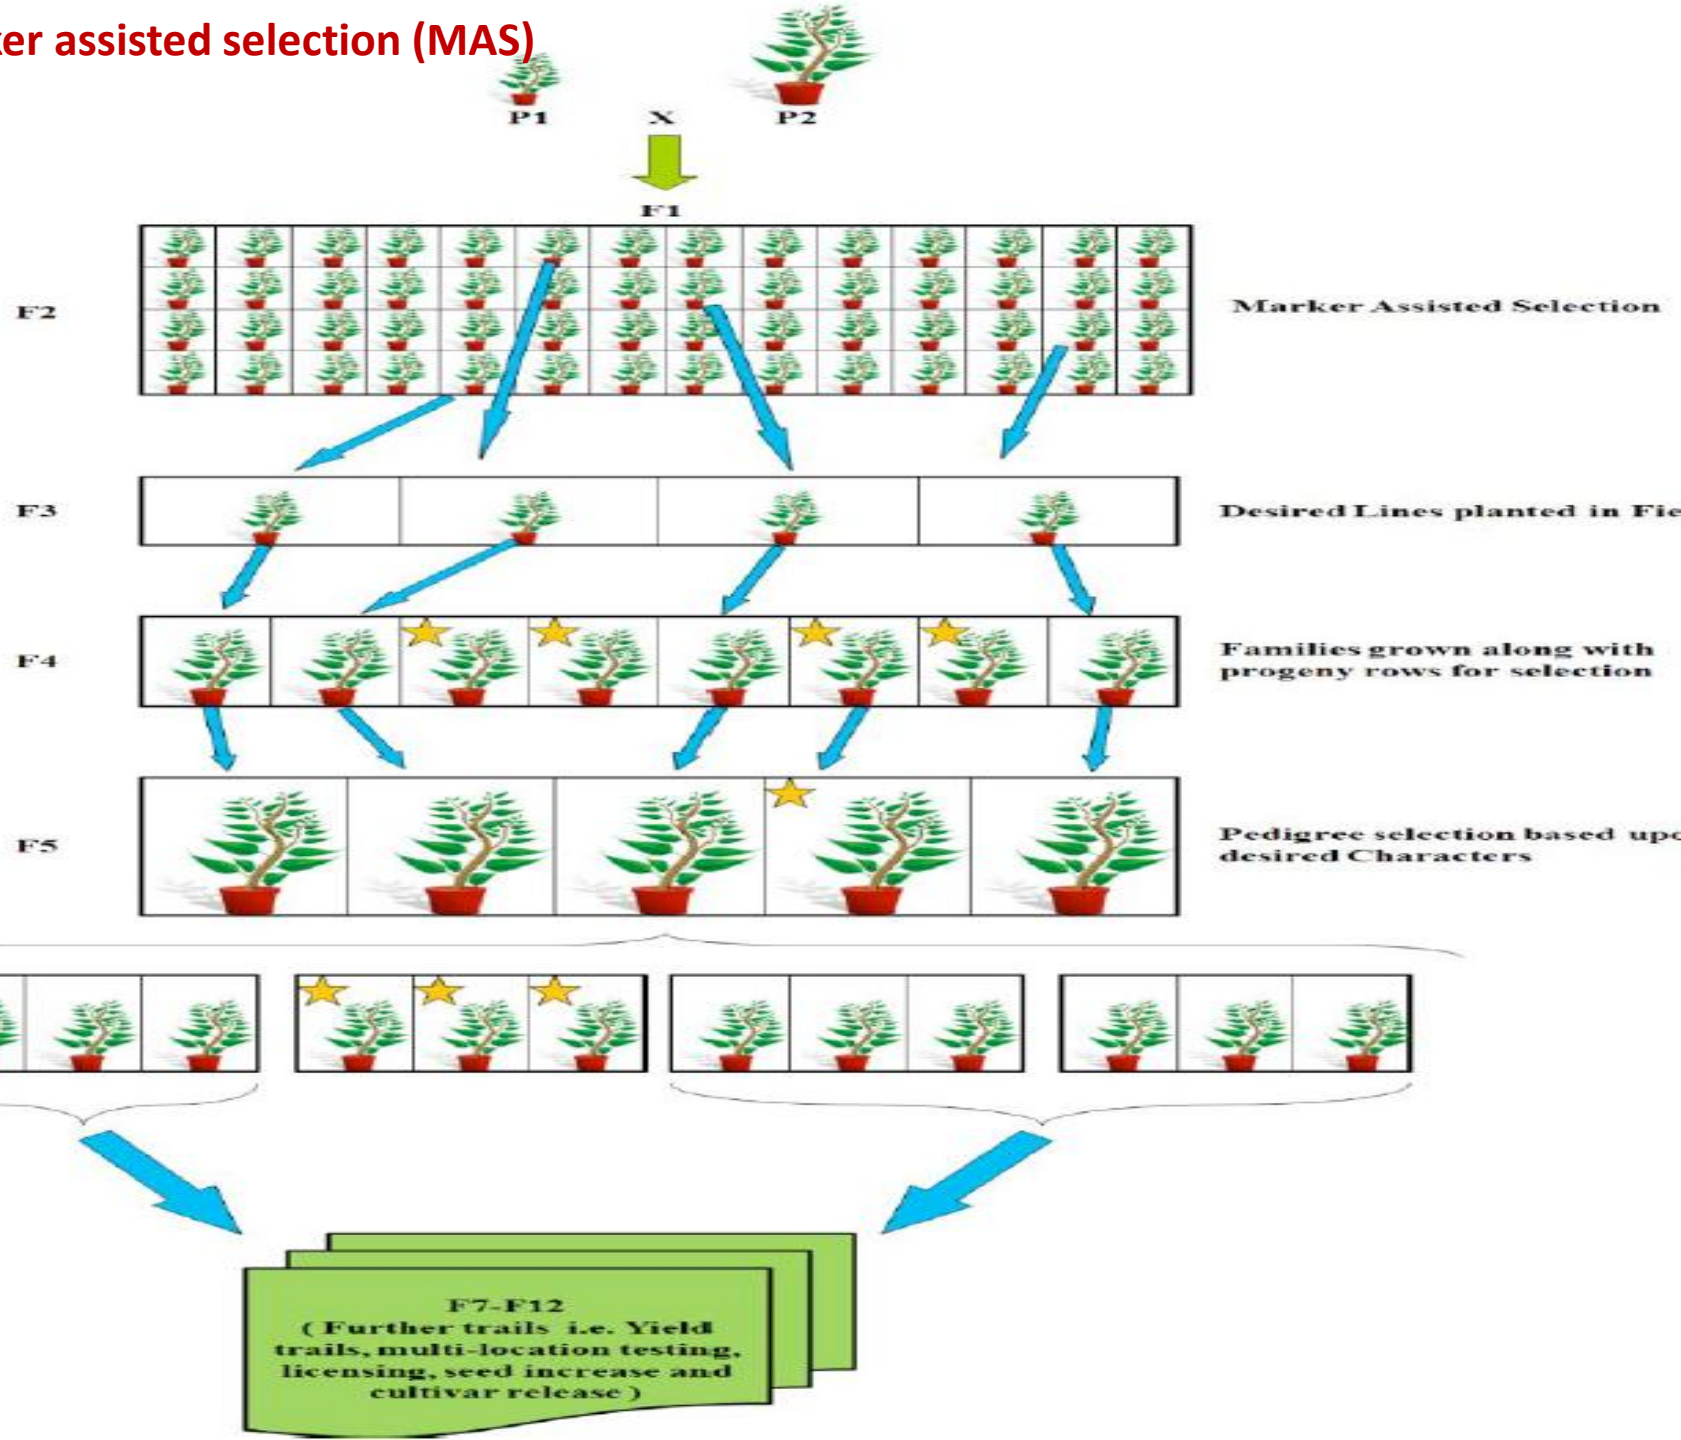 ker assisted selection (MAS)
P1 X P2
F1
F2
Marker Assisted Selection
F3
Desired Lines planted in Fie
F4
Families grown along with
progeny rows for selection
F5
Pedigree selection based upo
desired Characters
F7-F12
( Further trails i.e. Yield
trails, multi-location testing,
licensing, seed increase and
cultivar release )